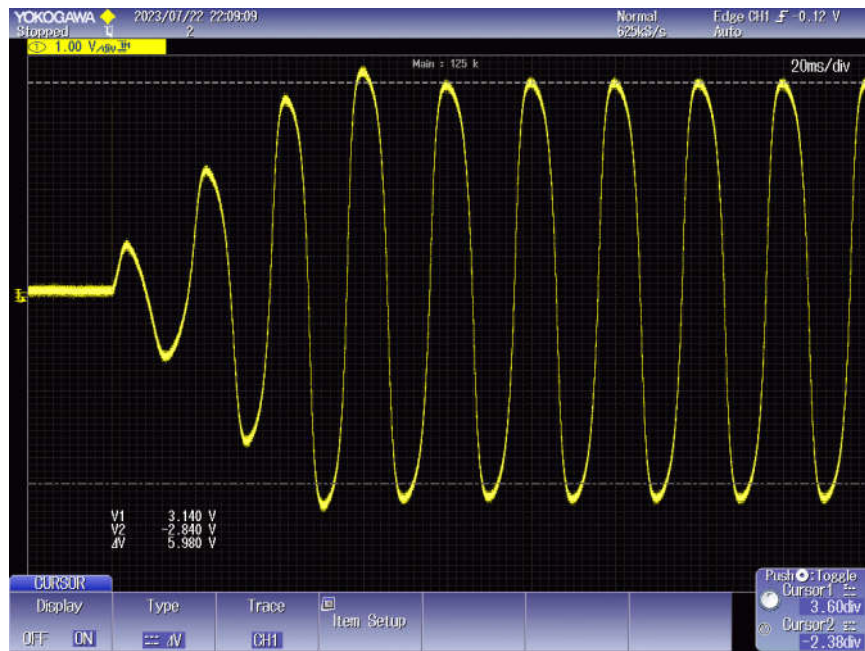 YOKOGAWA 2023/07/22 22:09:09 Normal Edge CH1 -0.12 V
Stopped 2 625kS/s Auto
1 1.00 V/div
Main : 125 k
20ms/div
V1 3.140 V
V2 -2.840 V
ΔV 5.980 V
CURSOR
Display Type Trace Item Setup
OFF ON ΔV CH1
Push :Toggle
Cursor1
3.60div
Cursor2
-2.38div